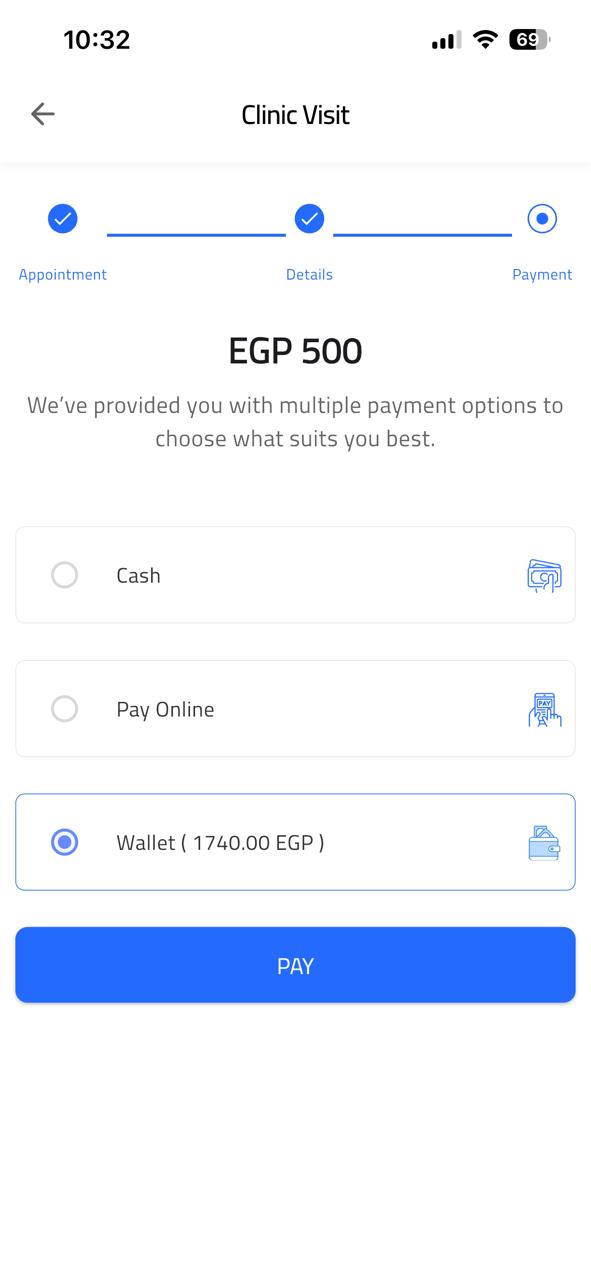 10:32
69
Clinic Visit
Appointment
Details
Payment
EGP 500
We’ve provided you with multiple payment options to
choose what suits you best.
Cash
Pay Online
PAY
Wallet ( 1740.00 EGP )
PAY